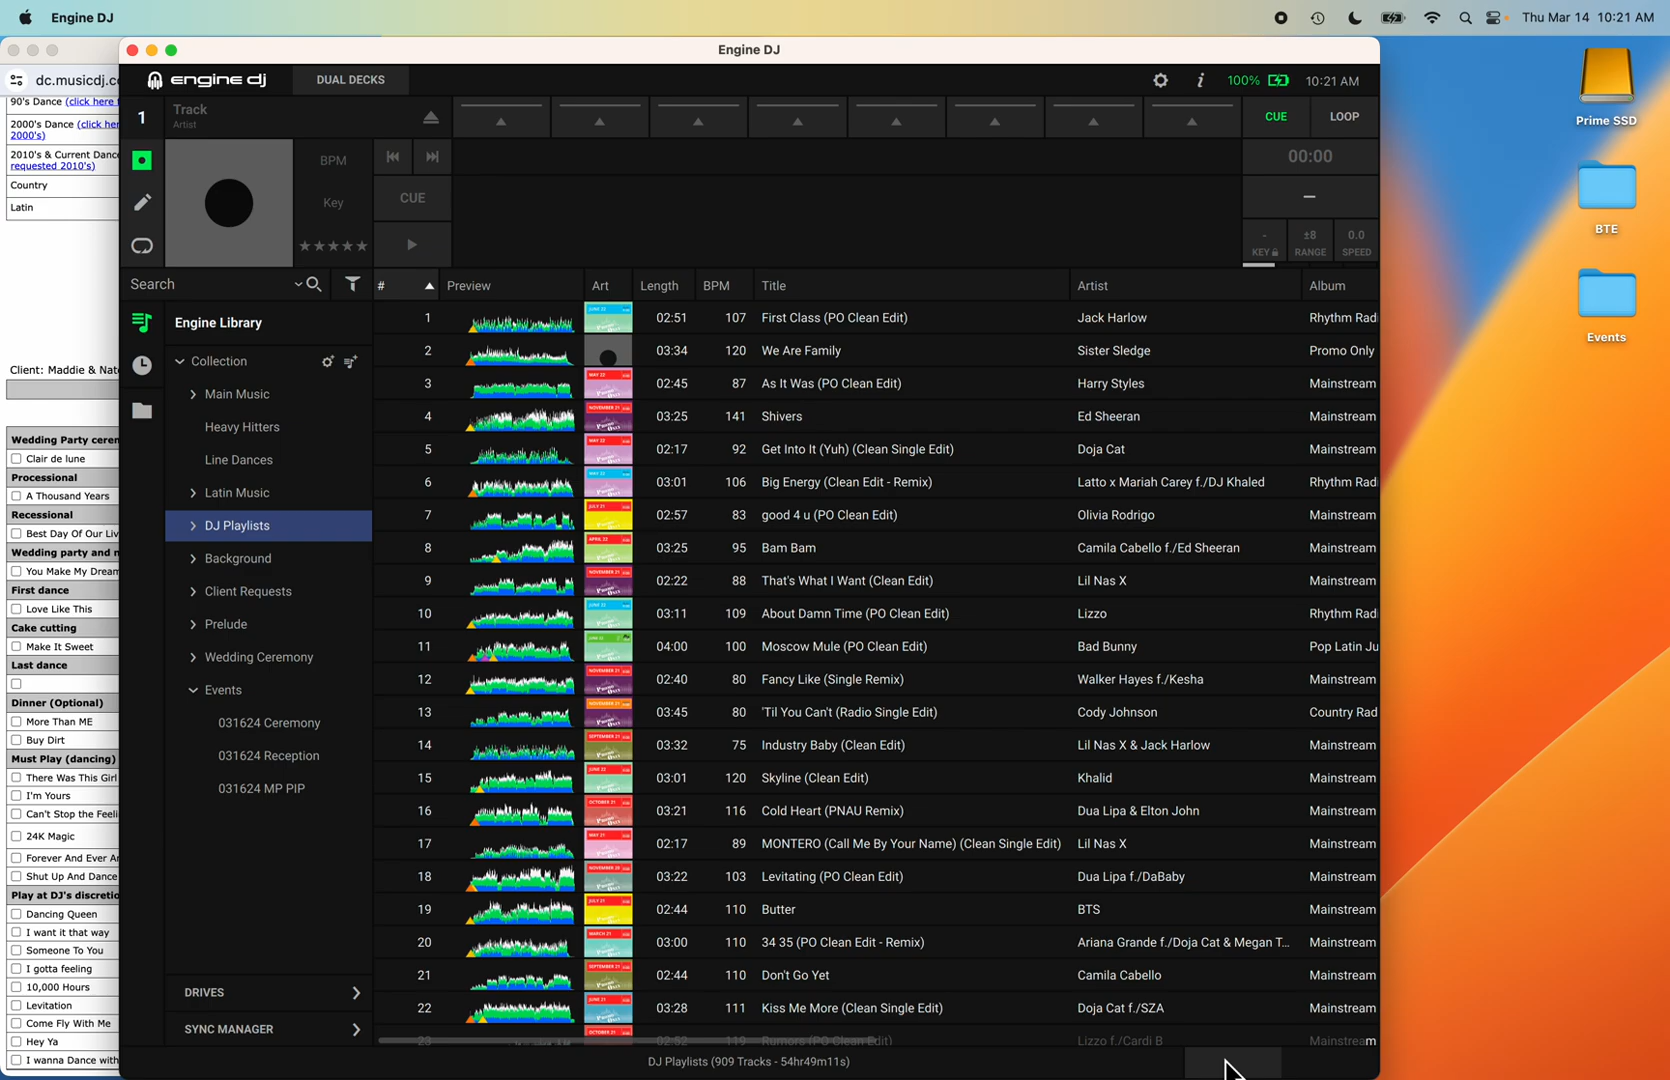 Engine DJ
Thu Mar 14 10:21 AM
dc.musicdj.c
90's Dance (click here
2000's Dance (click he
2000's)
2010's & Current Danc
requested 2010's)
Country
Latin
Client: Maddie & Nat
Wedding Party cere
Clair de lune
Processional
A Thousand Years
Recessional
Best Day Of Our Liv
Wedding party and n
You Make My Dream
First dance
Love Like This
Cake cutting
Make It Sweet
Last dance
Dinner (Optional)
More Than ME
Buy Dirt
Must Play (dancing)
There Was This Girl
I'm Yours
Can't Stop the Feeli
24K Magic
Forever And Ever A
Shut Up And Dance
Play at DJ's discreti
Dancing Queen
I want it that way
Someone To You
I gotta feeling
10,000 Hours
Levitation
Come Fly With Me
Hey Ya
I wanna Dance with
Engine DJ
engine dj
DUAL DECKS
i
100%
10:21 AM
1
Track
Artist
CUE
LOOP
BPM
Key
CUE
00:00
-
KEY
±8
RANGE
0.0
SPEED
Search
Engine Library
Collection
Main Music
Heavy Hitters
Line Dances
Latin Music
DJ Playlists
Background
Client Requests
Prelude
Wedding Ceremony
Events
031624 Ceremony
031624 Reception
031624 MP PIP
DRIVES
SYNC MANAGER
# Preview Art Length BPM Title Artist Album
1 02:51 107 First Class (PO Clean Edit) Jack Harlow Rhythm Rad
2 03:34 120 We Are Family Sister Sledge Promo Only
3 02:45 87 As It Was (PO Clean Edit) Harry Styles Mainstream
4 03:25 141 Shivers Ed Sheeran Mainstream
5 02:17 92 Get Into It (Yuh) (Clean Single Edit) Doja Cat Mainstream
6 03:01 106 Big Energy (Clean Edit - Remix) Latto x Mariah Carey f./DJ Khaled Rhythm Rad
7 02:57 83 good 4 u (PO Clean Edit) Olivia Rodrigo Mainstream
8 03:25 95 Bam Bam Camila Cabello f./Ed Sheeran Mainstream
9 02:22 88 That's What I Want (Clean Edit) Lil Nas X Mainstream
10 03:11 109 About Damn Time (PO Clean Edit) Lizzo Rhythm Rad
11 04:00 100 Moscow Mule (PO Clean Edit) Bad Bunny Pop Latin Ju
12 02:40 80 Fancy Like (Single Remix) Walker Hayes f./Kesha Mainstream
13 03:45 80 'Til You Can't (Radio Single Edit) Cody Johnson Country Rad
14 03:32 75 Industry Baby (Clean Edit) Lil Nas X & Jack Harlow Mainstream
15 03:01 120 Skyline (Clean Edit) Khalid Mainstream
16 03:21 116 Cold Heart (PNAU Remix) Dua Lipa & Elton John Mainstream
17 02:17 89 MONTERO (Call Me By Your Name) (Clean Single Edit) Lil Nas X Mainstream
18 03:22 103 Levitating (PO Clean Edit) Dua Lipa f./DaBaby Mainstream
19 02:44 110 Butter BTS Mainstream
20 03:00 110 34 35 (PO Clean Edit - Remix) Ariana Grande f./Doja Cat & Megan T... Mainstream
21 02:44 110 Don't Go Yet Camila Cabello Mainstream
22 03:28 111 Kiss Me More (Clean Single Edit) Doja Cat f./SZA Mainstream
23 02:52 119 Rumors (PO Clean Edit) Lizzo f./Cardi B Mainstream
DJ Playlists (909 Tracks - 54hr49m11s)
Prime SSD
BTE
Events